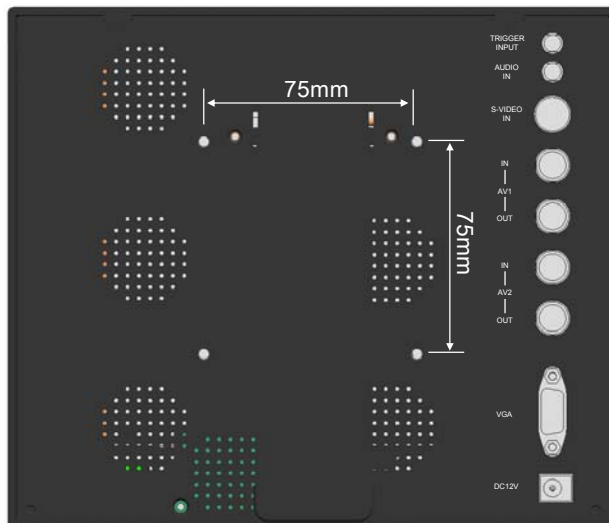 TRIGGER
INPUT
AUDIO
IN
75mm
S-VIDEO
IN
IN
AV1
OUT
75mm
IN
AV2
OUT
VGA
DC12V